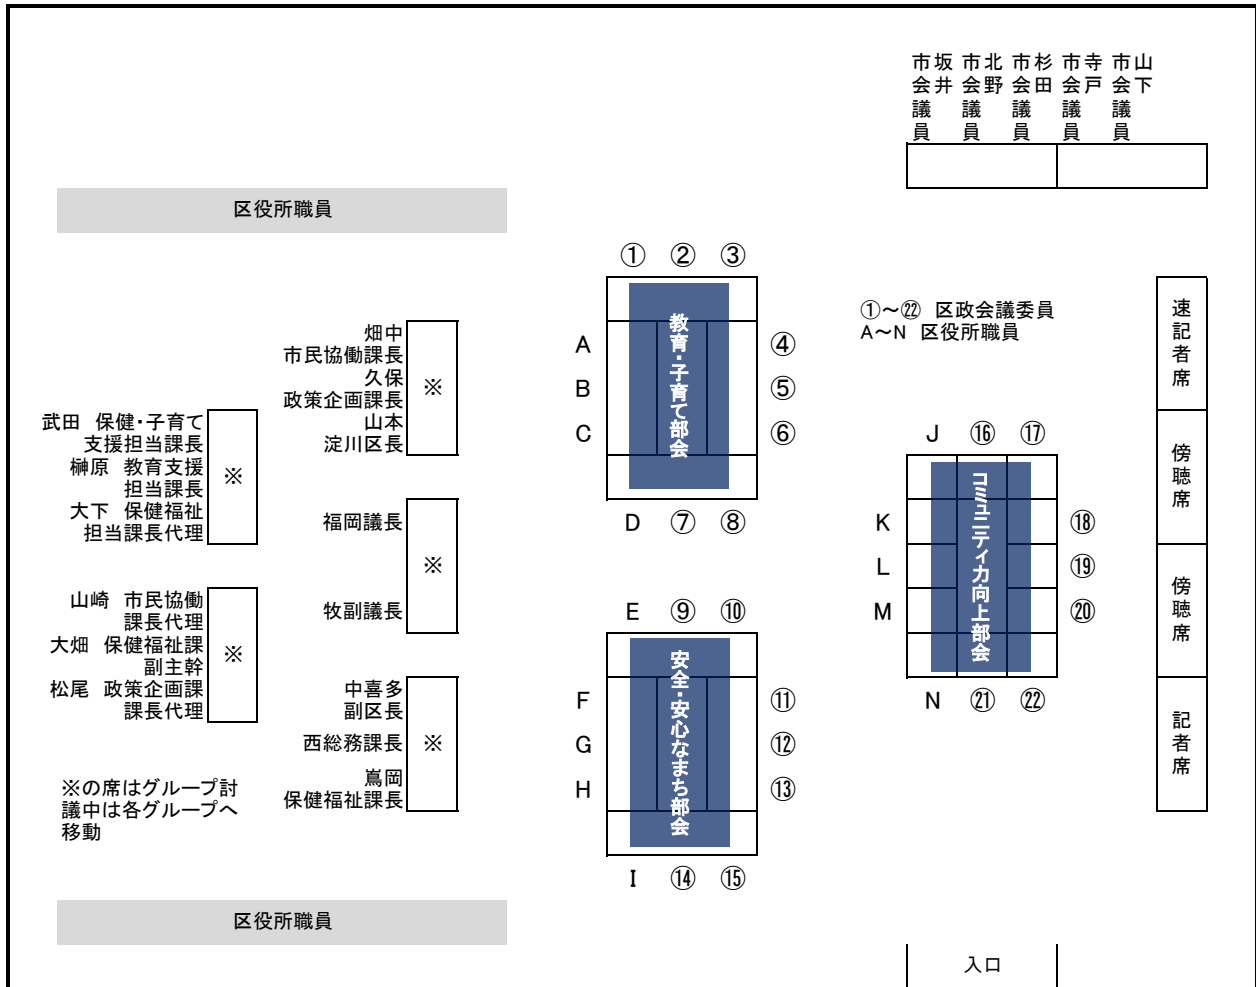 坂井市会議員
北野市会議員
杉田市会議員
寺戸市会議員
山下市会議員
区役所職員
① ② ③
教育・子育て部会
A
B
C
④
⑤
⑥
D ⑦ ⑧
①～㉒ 区政会議委員
A～N 区役所職員
速記者席
傍聴席
傍聴席
記者席
畑中
市民協働課長
久保
政策企画課長
山本
淀川区長
※
武田 保健・子育て
支援担当課長
榊原 教育支援
担当課長
大下 保健福祉
担当課長代理
※
福岡議長
※
牧副議長
山崎 市民協働
課長代理
大畑 保健福祉課
副主幹
松尾 政策企画課
課長代理
※
中喜多
副区長
西総務課長
嶌岡
保健福祉課長
※
※の席はグループ討
議中は各グループへ
移動
J ⑯ ⑰
コミュニティ力向上部会
K
L
M
⑱
⑲
⑳
N ㉑ ㉒
E ⑨ ⑩
安全・安心なまち部会
F
G
H
⑪
⑫
⑬
I ⑭ ⑮
区役所職員
入口